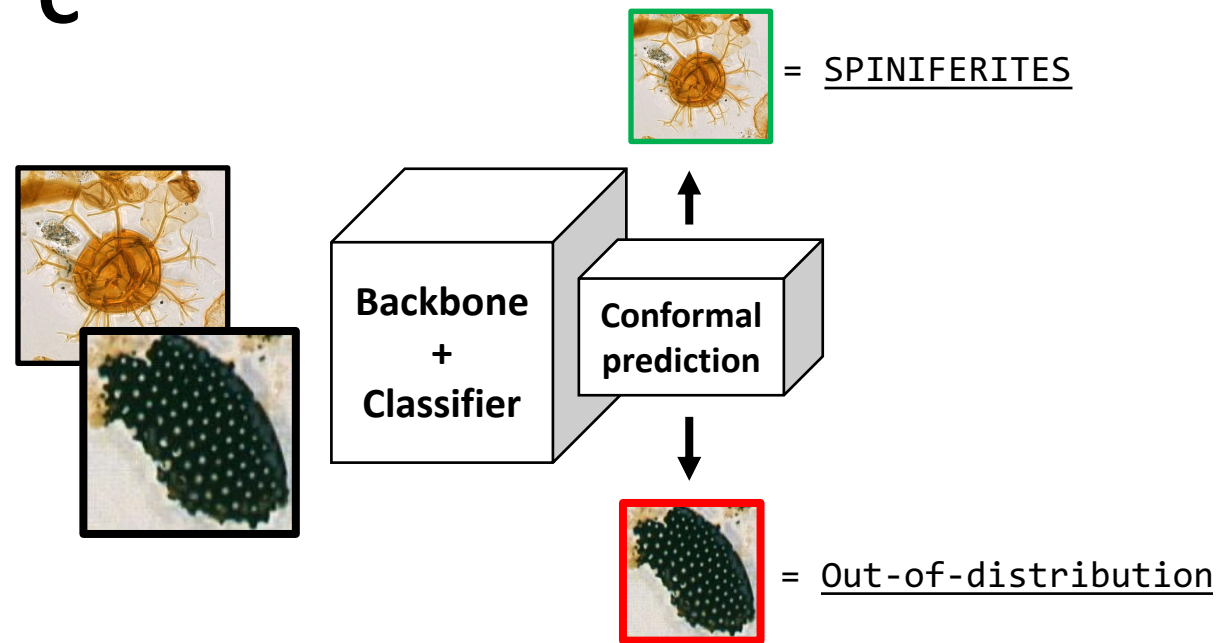 C
= SPINIFERITES
Backbone
+
Classifier
Conformal
prediction
= Out-of-distribution